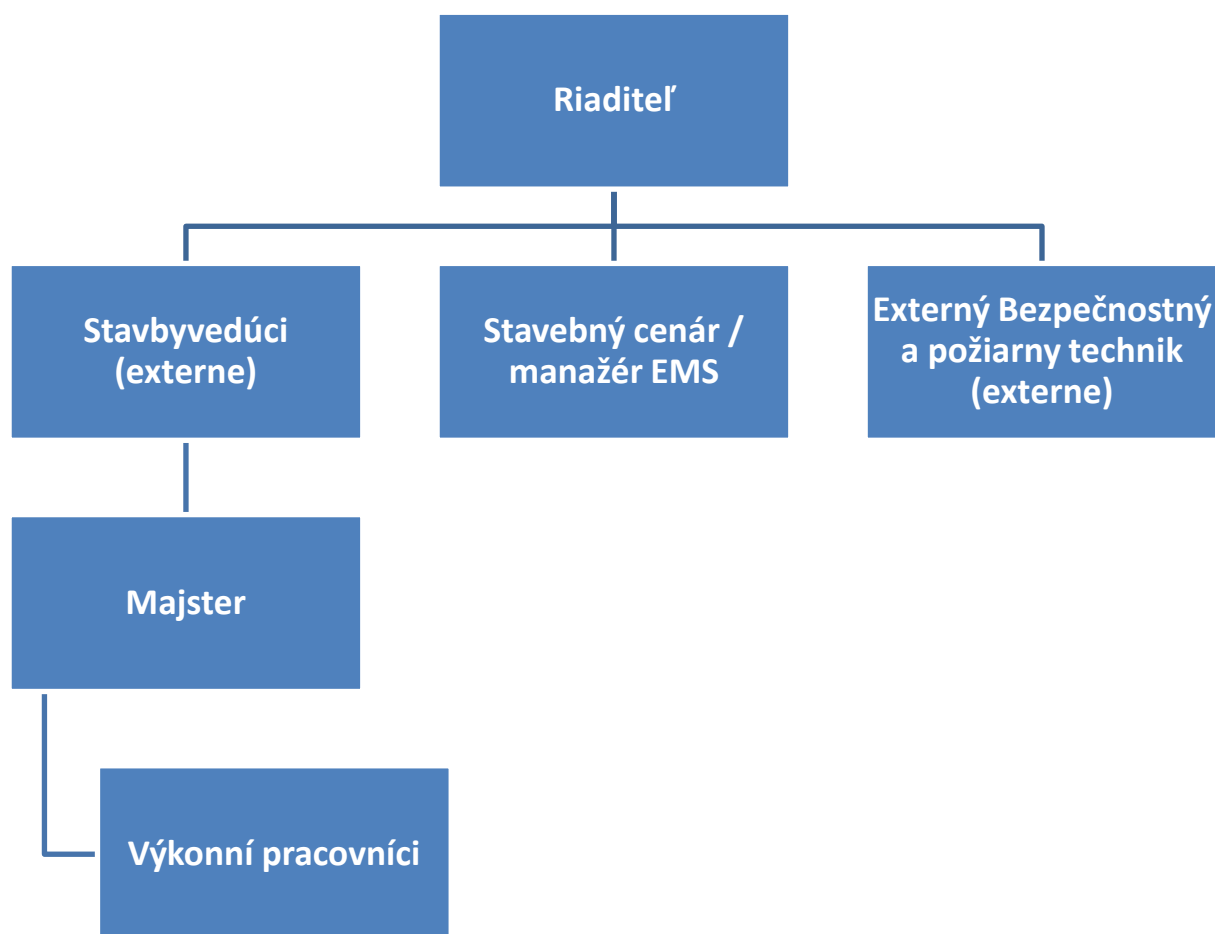 Riaditeľ
Stavbyvedúci
(externe)
Stavebný cenár /
manažér EMS
Externý Bezpečnostný
a požiarny technik
(externe)
Majster
Výkonní pracovníci